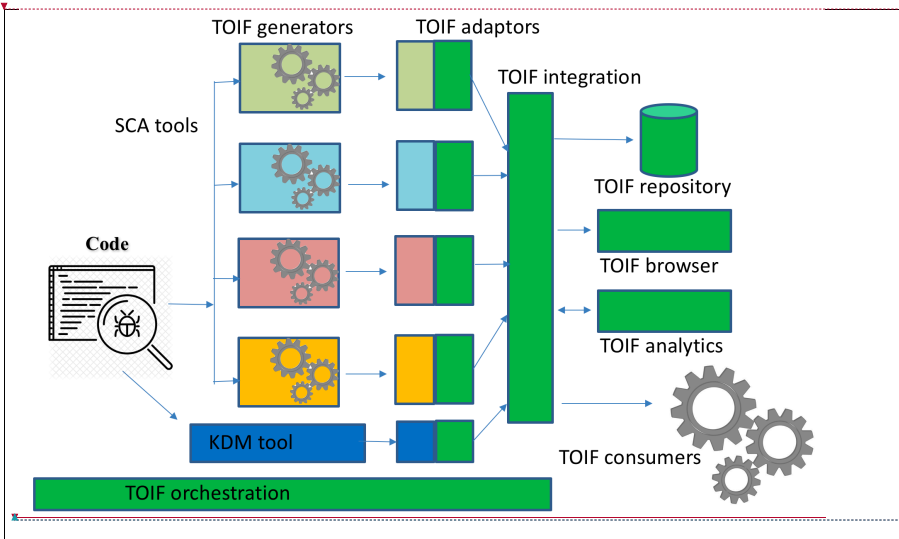 TOIF generators
TOIF adaptors
TOIF integration
SCA tools
TOIF repository
Code
TOIF browser
TOIF analytics
KDM tool
TOIF consumers
TOIF orchestration